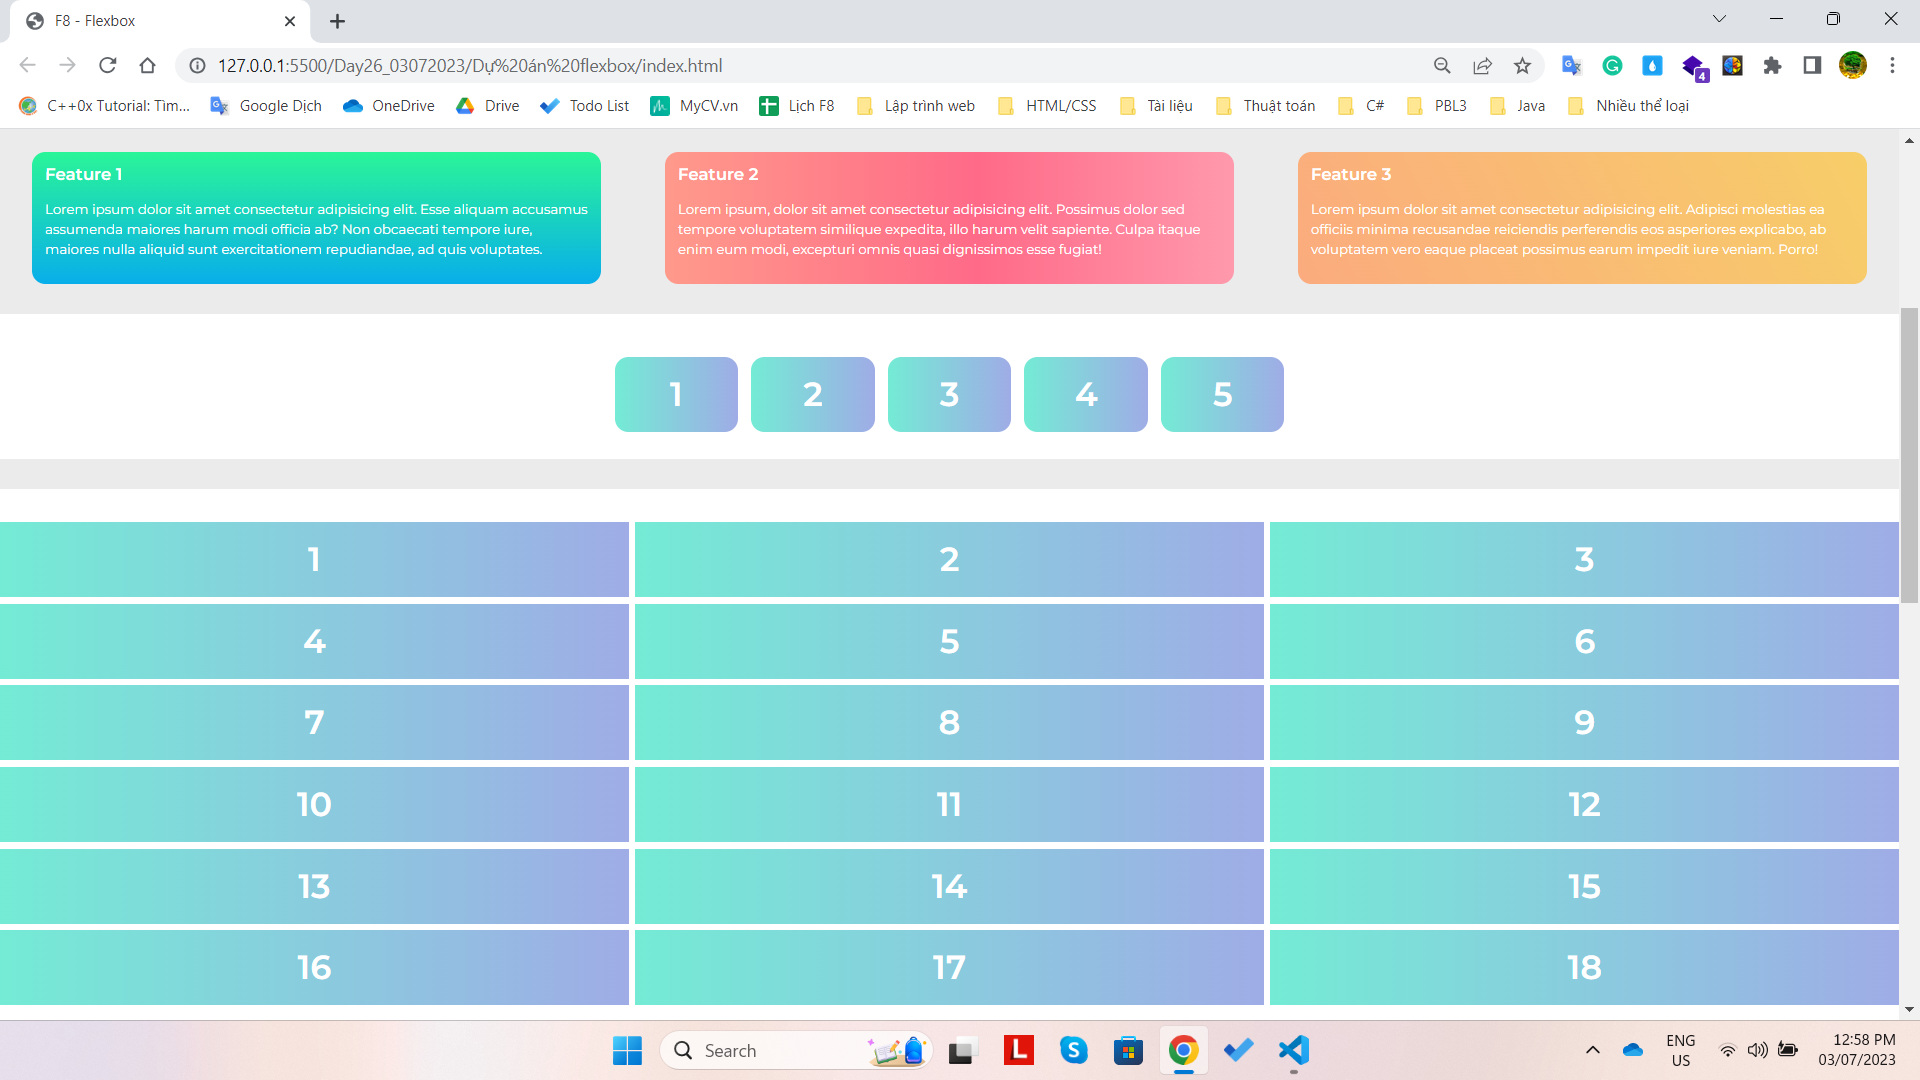 F8 - Flexbox
127.0.0.1:5500/Day26_03072023/Dự%20án%20flexbox/index.html
4
C++0x Tutorial: Tìm...
Google Dịch
OneDrive
Drive
Todo List
MyCV.vn
Lịch F8
Lập trình web
HTML/CSS
Tài liệu
Thuật toán
C#
PBL3
Java
Nhiều thể loại
Feature 1
Lorem ipsum dolor sit amet consectetur adipisicing elit. Esse aliquam accusamus
assumenda maiores harum modi officia ab? Non obcaecati tempore iure,
maiores nulla aliquid sunt exercitationem repudiandae, ad quis voluptates.
Feature 2
Lorem ipsum, dolor sit amet consectetur adipisicing elit. Possimus dolor sed
tempore voluptatem similique expedita, illo harum velit sapiente. Culpa itaque
enim eum modi, excepturi omnis quasi dignissimos esse fugiat!
Feature 3
Lorem ipsum dolor sit amet consectetur adipisicing elit. Adipisci molestias ea
officiis minima recusandae reiciendis perferendis eos asperiores explicabo, ab
voluptatem vero eaque placeat possimus earum impedit iure veniam. Porro!
1 2 3 4 5
1 2 3
4 5 6
7 8 9
10 11 12
13 14 15
16 17 18
Search
L
S
ENG
US
12:58 PM
03/07/2023